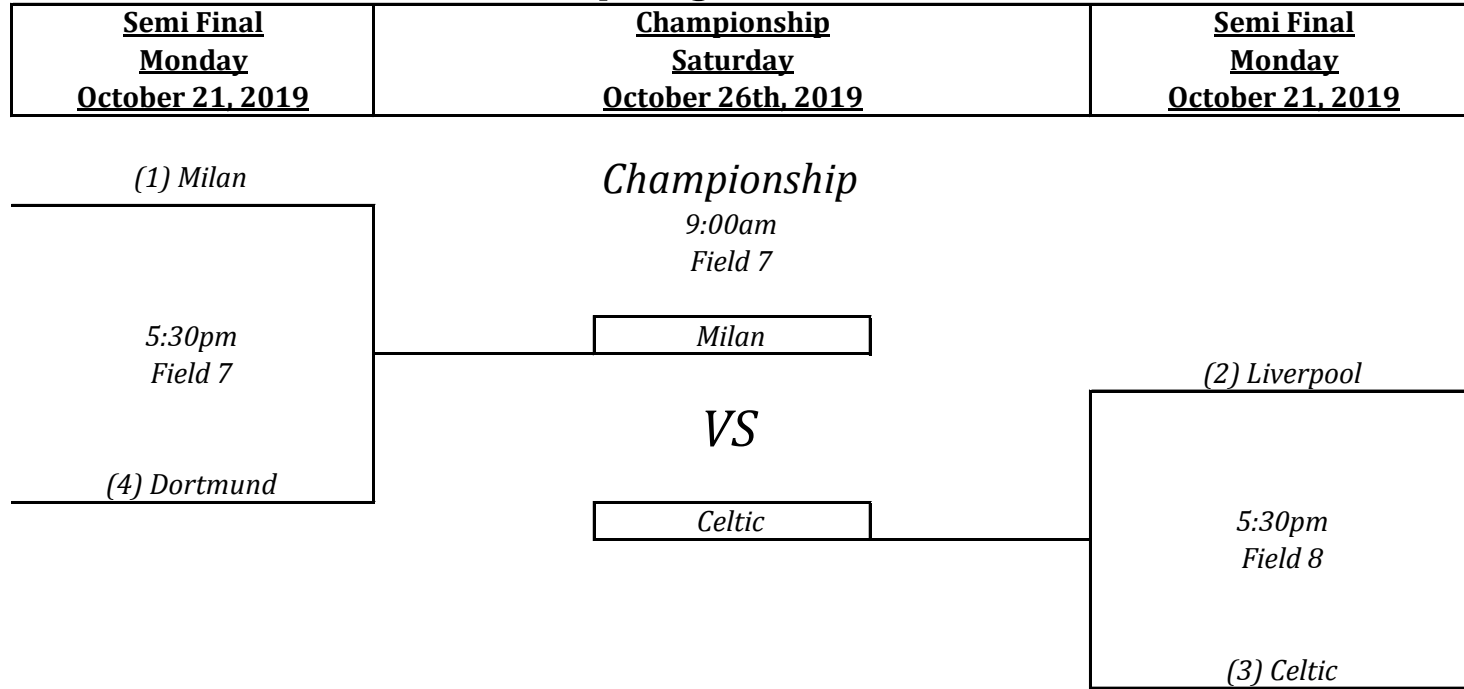 Semi Final
Monday
October 21, 2019
Championship
Saturday
October 26th, 2019
Semi Final
Monday
October 21, 2019
(1) Milan
5:30pm
Field 7
(4) Dortmund
Championship
9:00am
Field 7
Milan
VS
Celtic
(2) Liverpool
5:30pm
Field 8
(3) Celtic